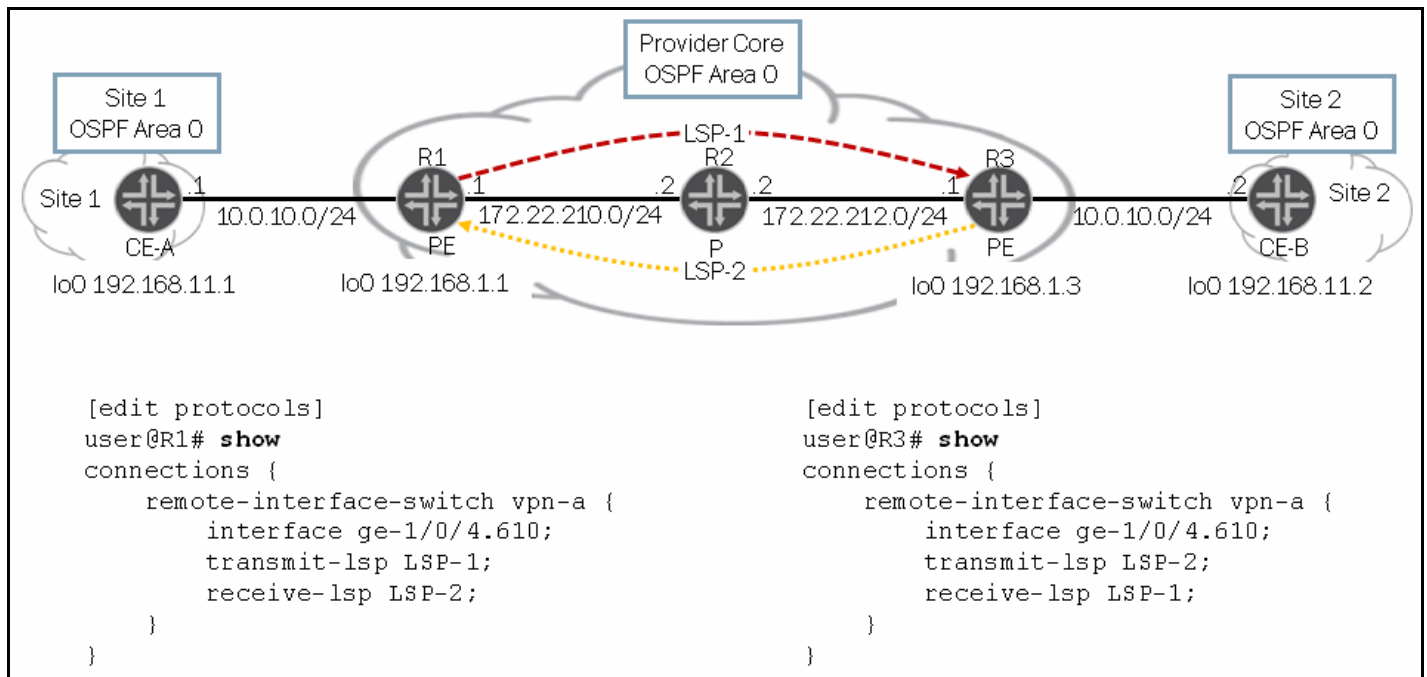 Provider Core
OSPF Area 0
Site 1
OSPF Area 0
Site 2
OSPF Area 0
LSP-1
R1
R2
R3
Site 1
.1
.1
.2
.2
.1
.2
Site 2
10.0.10.0/24
172.22.210.0/24
172.22.212.0/24
10.0.10.0/24
CE-A
PE
P
PE
CE-B
LSP-2
lo0 192.168.11.1
lo0 192.168.1.1
lo0 192.168.1.3
lo0 192.168.11.2
[edit protocols]
user@R1# show
connections {
remote-interface-switch vpn-a {
interface ge-1/0/4.610;
transmit-lsp LSP-1;
receive-lsp LSP-2;
}
}
[edit protocols]
user@R3# show
connections {
remote-interface-switch vpn-a {
interface ge-1/0/4.610;
transmit-lsp LSP-2;
receive-lsp LSP-1;
}
}